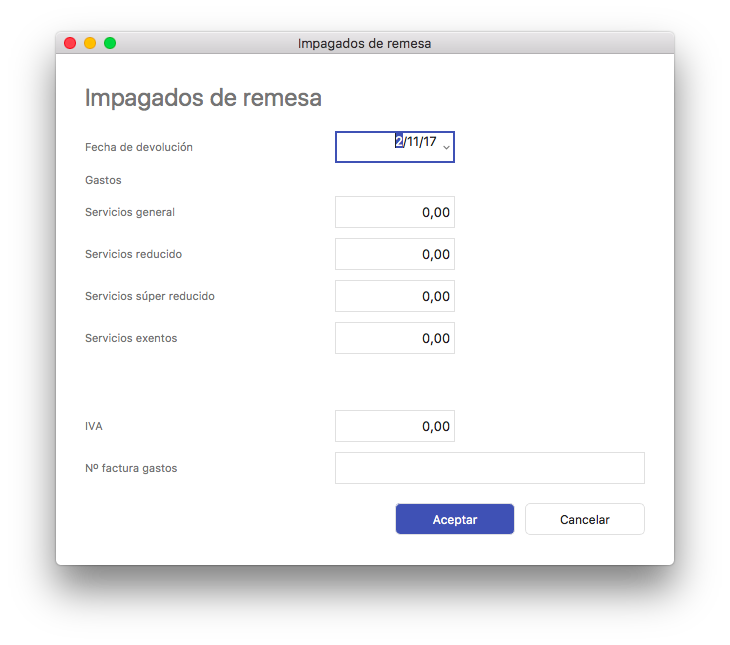 Impagados de remesa
Impagados de remesa
Fecha de devolución 2/11/17
Gastos
Servicios general 0,00
Servicios reducido 0,00
Servicios súper reducido 0,00
Servicios exentos 0,00
IVA 0,00
Nº factura gastos
Aceptar Cancelar